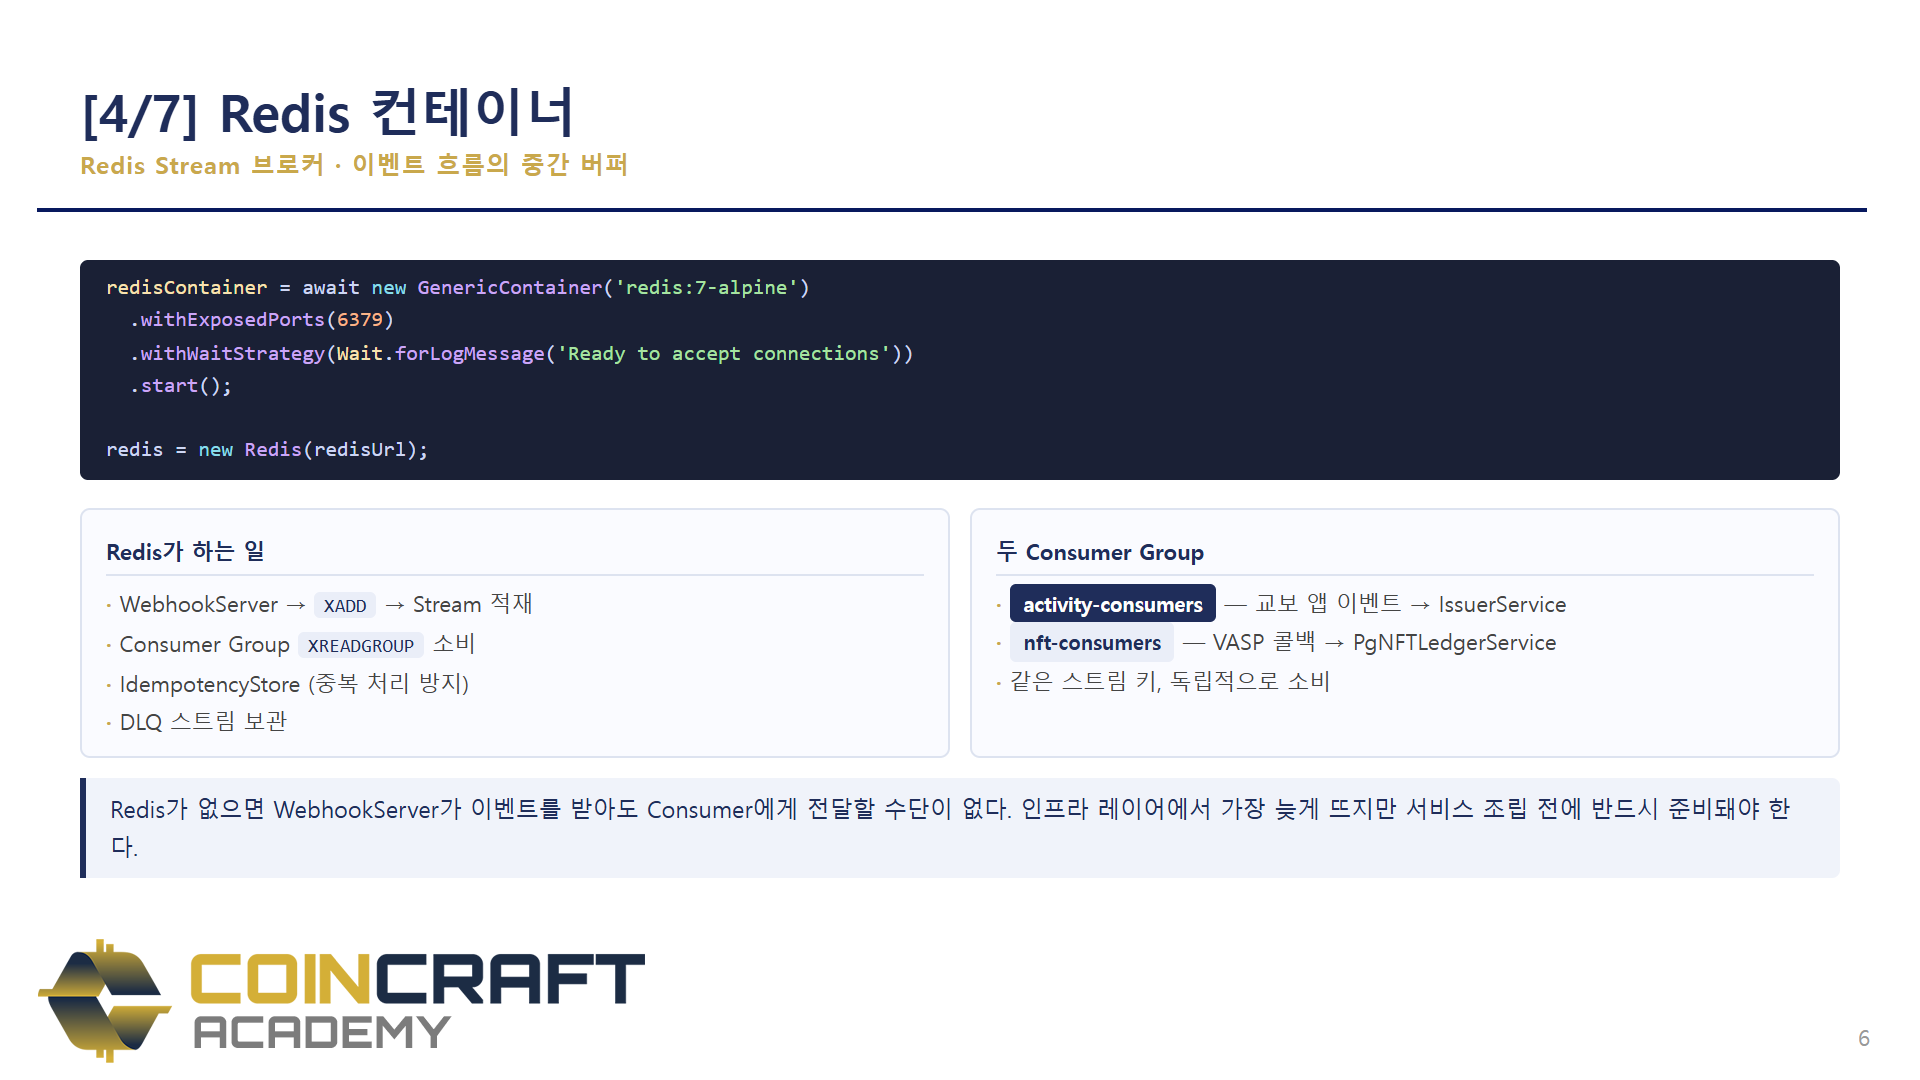 [4/7] Redis 컨테이너
Redis Stream 브로커 · 이벤트 흐름의 중간 버퍼
redisContainer = await new GenericContainer('redis:7-alpine')
  .withExposedPorts(6379)
  .withWaitStrategy(Wait.forLogMessage('Ready to accept connections'))
  .start();
redis = new Redis(redisUrl);
Redis가 하는 일
· WebhookServer → XADD → Stream 적재
· Consumer Group XREADGROUP 소비
· IdempotencyStore (중복 처리 방지)
· DLQ 스트림 보관
두 Consumer Group
· activity-consumers — 교보 앱 이벤트 → IssuerService
· nft-consumers — VASP 콜백 → PgNFTLedgerService
· 같은 스트림 키, 독립적으로 소비
Redis가 없으면 WebhookServer가 이벤트를 받아도 Consumer에게 전달할 수단이 없다. 인프라 레이어에서 가장 늦게 뜨지만 서비스 조립 전에 반드시 준비돼야 한
다.
COINCRAFT
ACADEMY
6